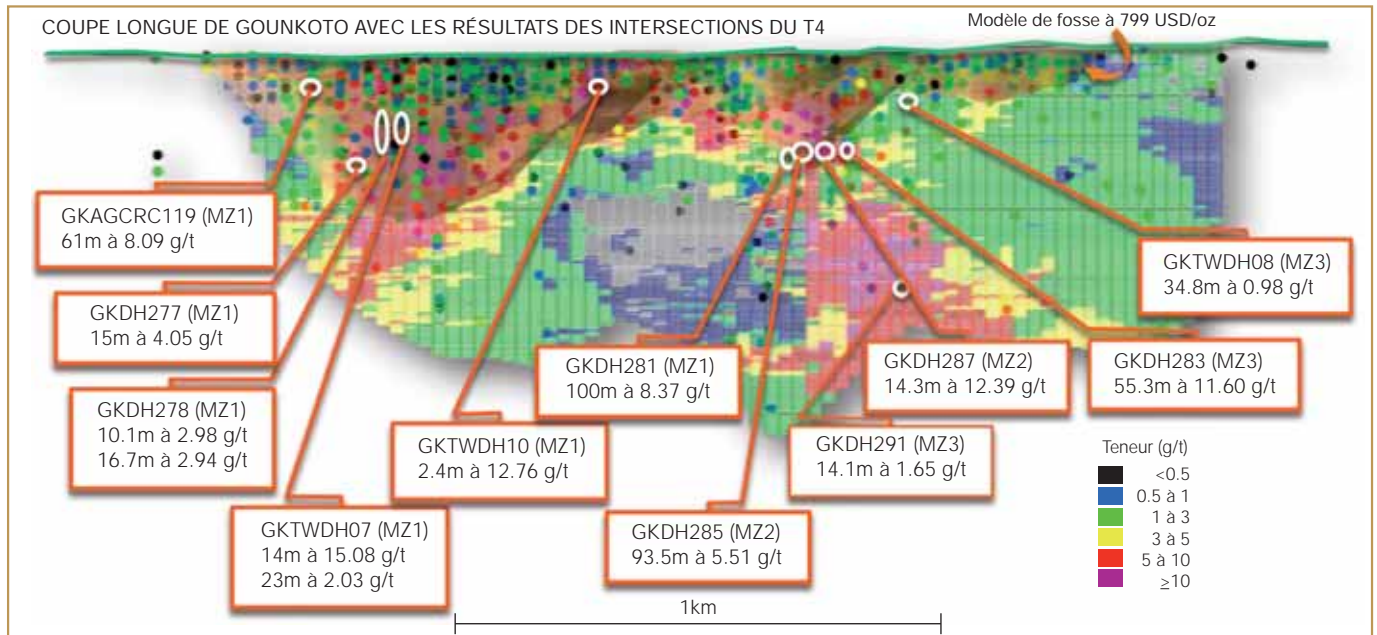 COUPE LONGUE DE GOUNKOTO AVEC LES RÉSULTATS DES INTERSECTIONS DU T4
Modèle de fosse à 799 USD/oz
GKAGCRC119 (MZ1)
61m à 8.09 g/t
GKDH277 (MZ1)
15m à 4.05 g/t
GKDH278 (MZ1)
10.1m à 2.98 g/t
16.7m à 2.94 g/t
GKTWDH07 (MZ1)
14m à 15.08 g/t
23m à 2.03 g/t
GKTWDH10 (MZ1)
2.4m à 12.76 g/t
GKDH281 (MZ1)
100m à 8.37 g/t
GKDH285 (MZ2)
93.5m à 5.51 g/t
GKDH287 (MZ2)
14.3m à 12.39 g/t
GKDH291 (MZ3)
14.1m à 1.65 g/t
GKDH283 (MZ3)
55.3m à 11.60 g/t
GKTWDH08 (MZ3)
34.8m à 0.98 g/t
Teneur (g/t)
<0.5
0.5 à 1
1 à 3
3 à 5
5 à 10
≥10
1km